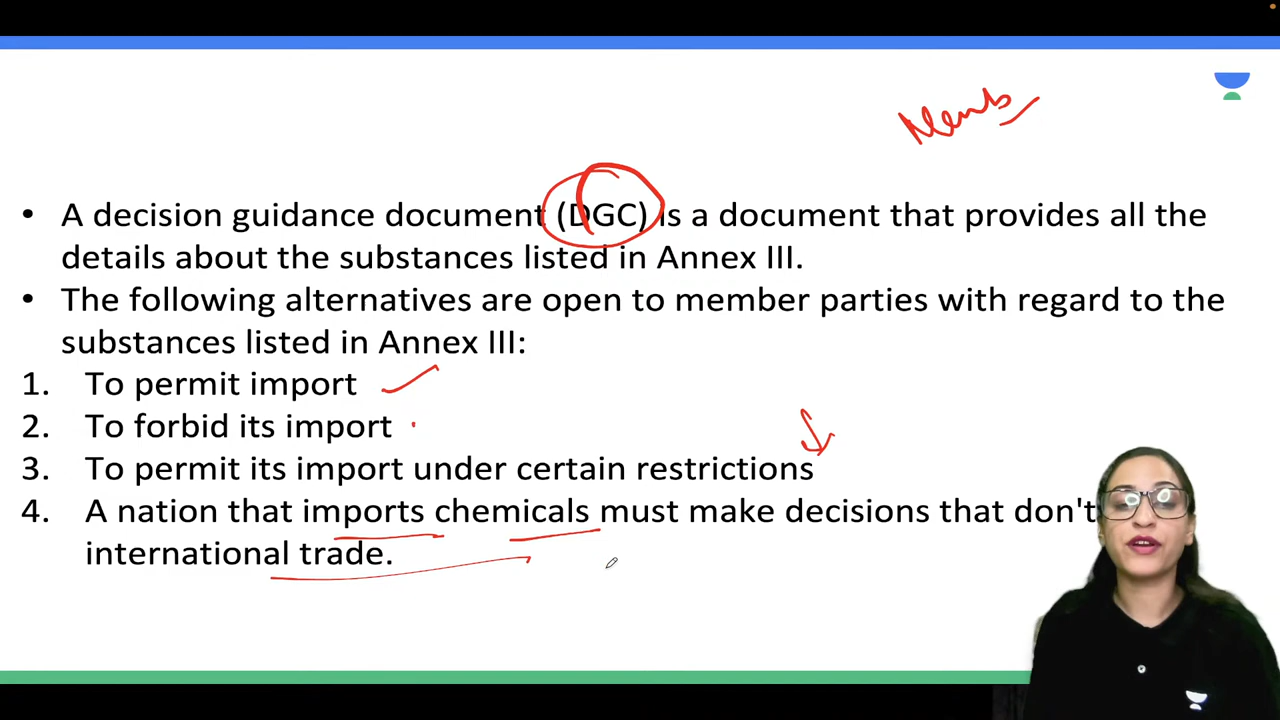 Memb
• A decision guidance document (DGC) is a document that provides all the
details about the substances listed in Annex III.
• The following alternatives are open to member parties with regard to the
substances listed in Annex III:
1. To permit import
2. To forbid its import
3. To permit its import under certain restrictions
4. A nation that imports chemicals must make decisions that don't
international trade.